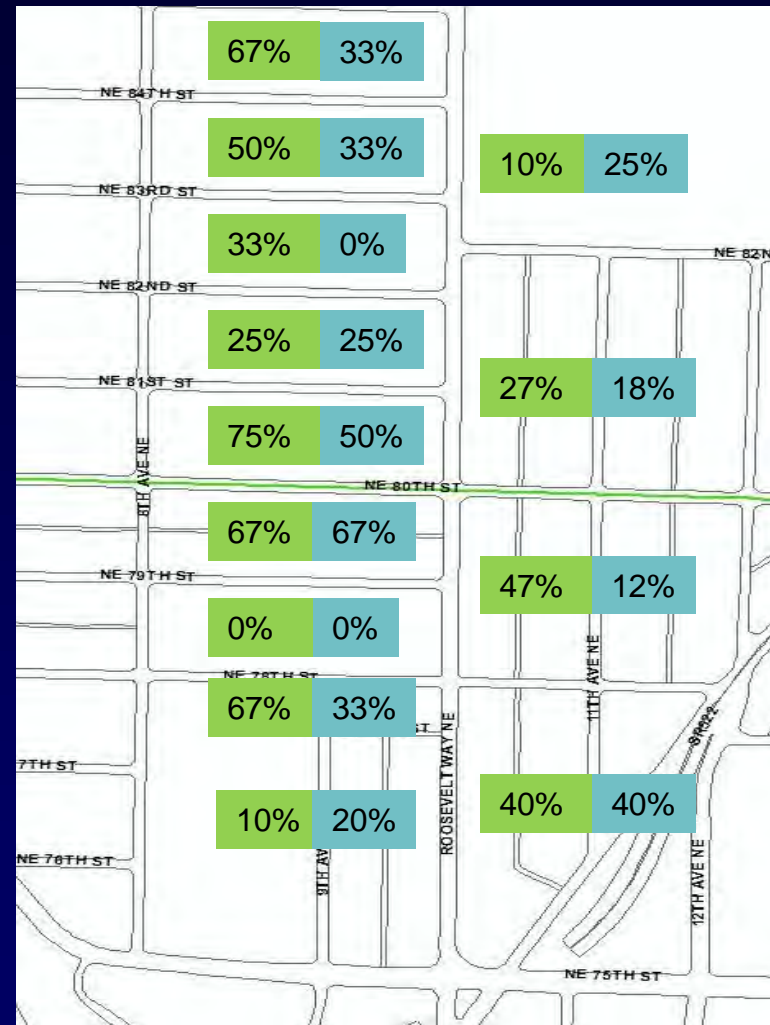 67% 33%
NE 84TH ST
50% 33%
10% 25%
NE 83RD ST
33% 0%
NE 82N
NE 82ND ST
25% 25%
27% 18%
NE 81ST ST
75% 50%
8TH AVE NE
NE 80TH ST
67% 67%
47% 12%
NE 79TH ST
0% 0%
NE 78TH ST
67% 33%
ST
11TH AVE NE
SR522
7TH ST
ROOSEVELT WAY NE
10% 20%
40% 40%
NE 76TH ST
9TH AV
12TH AVE NE
NE 75TH ST